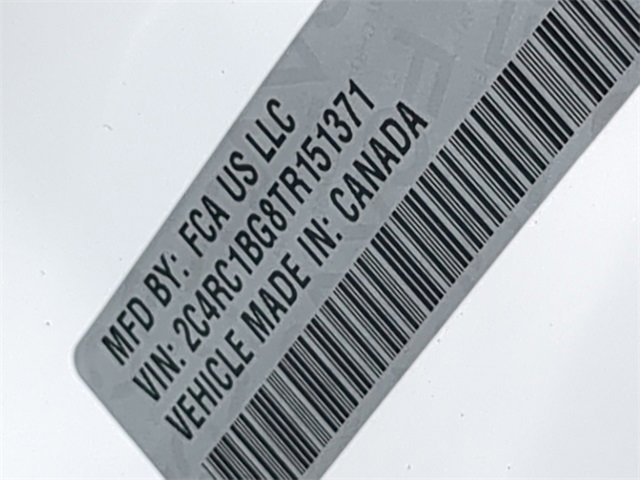 MFD BY: FCA US LLC
VIN: 2C4RC1BG8TR151371
VEHICLE MADE IN: CANADA